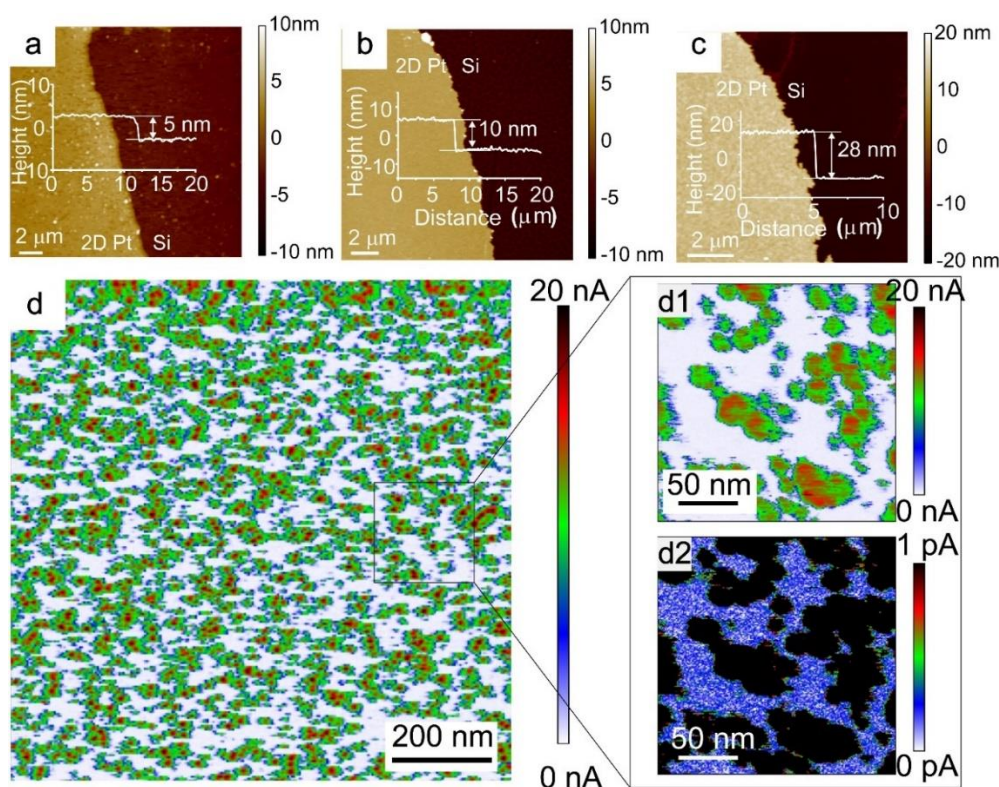 a
10nm
5
0
-5
-10 nm
Height (nm)
10
0
10
5 nm
0 5 10 15 20
2 μm
2D Pt Si
b
10nm
5
0
-5
-10 nm
2D Pt Si
Height (nm)
10
0
-10
10 nm
0 5 10 15 20
Distance (μm)
2 μm
c
20 nm
10
0
-10
-20 nm
2D Pt Si
Height (nm)
20
0
-20
28 nm
0 5 10
Distance (μm)
2 μm
d
20 nA
0 nA
200 nm
d1
20 nA
0 nA
50 nm
d2
1 pA
0 pA
50 nm